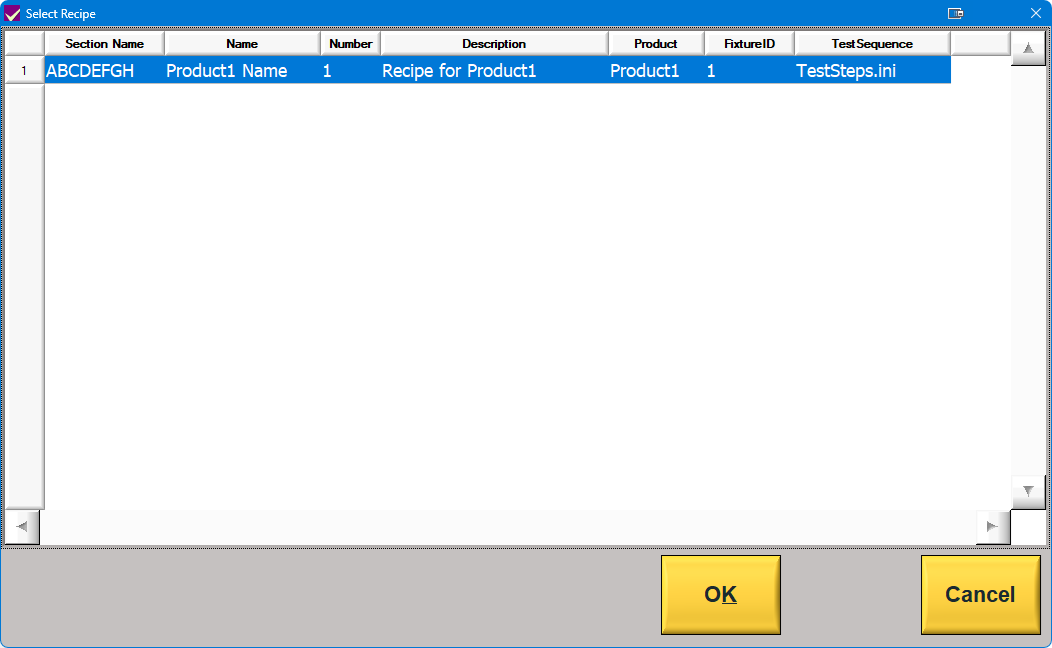 Select Recipe
Section Name Name Number Description Product FixtureID TestSequence
1 ABCDEFGH Product1 Name 1 Recipe for Product1 Product1 1 TestSteps.ini
OK Cancel